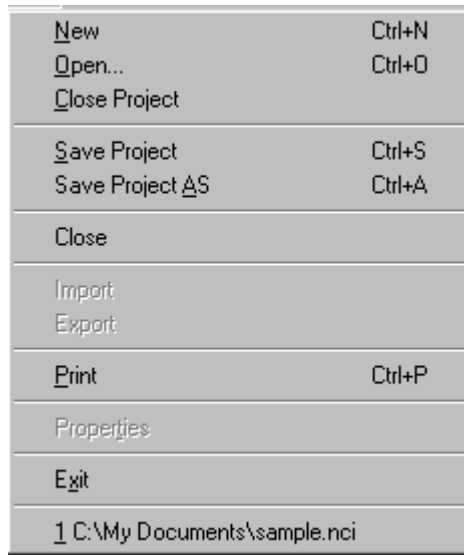 New Ctrl+N
Open... Ctrl+O
Close Project
Save Project Ctrl+S
Save Project AS Ctrl+A
Close
Import
Export
Print Ctrl+P
Properties
Exit
1 C:\My Documents\sample.nci